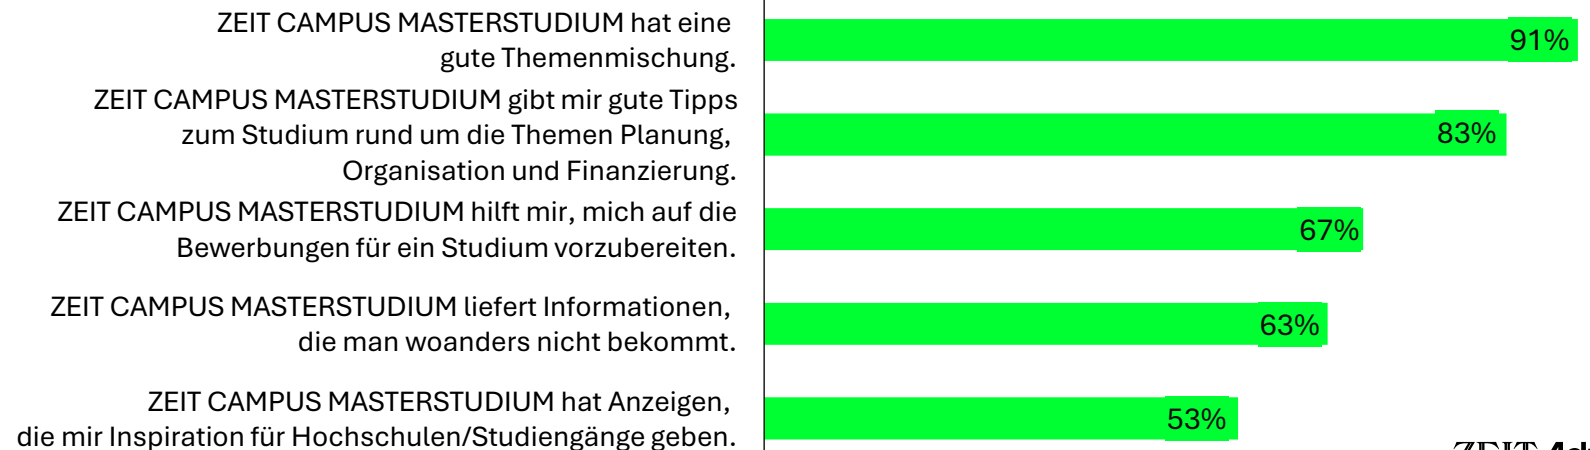 ZEIT CAMPUS MASTERSTUDIUM hat eine
gute Themenmischung.
91%
ZEIT CAMPUS MASTERSTUDIUM gibt mir gute Tipps
zum Studium rund um die Themen Planung,
Organisation und Finanzierung.
83%
ZEIT CAMPUS MASTERSTUDIUM hilft mir, mich auf die
Bewerbungen für ein Studium vorzubereiten.
67%
ZEIT CAMPUS MASTERSTUDIUM liefert Informationen,
die man woanders nicht bekommt.
63%
ZEIT CAMPUS MASTERSTUDIUM hat Anzeigen,
die mir Inspiration für Hochschulen/Studiengänge geben.
53%
ZEIT